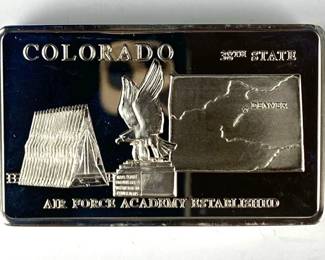 COLORADO
38TH STATE
DENVER
AIR FORCE ACADEMY ESTABLISHED